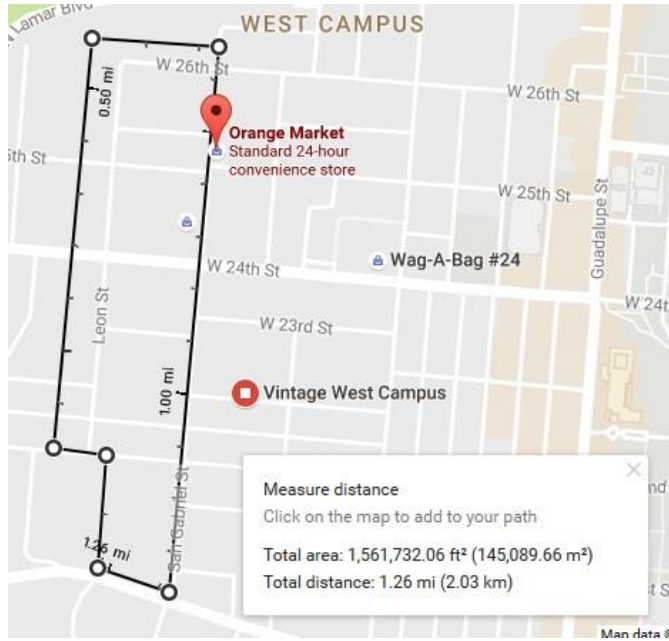 N Lamar Blvd
WEST CAMPUS
W 26th St
W 26th St
0.50 mi
Orange Market
Standard 24-hour
convenience store
5th St
W 25th St
Guadalupe St
W 24th St
Wag-A-Bag #24
W 24t
Leon St
W 23rd St
1.00 mi
Vintage West Campus
San Gabriel St
Measure distance
Click on the map to add to your path
Total area: 1,561,732.06 ft² (145,089.66 m²)
Total distance: 1.26 mi (2.03 km)
nd
1.25 mi
st S
Map data ©